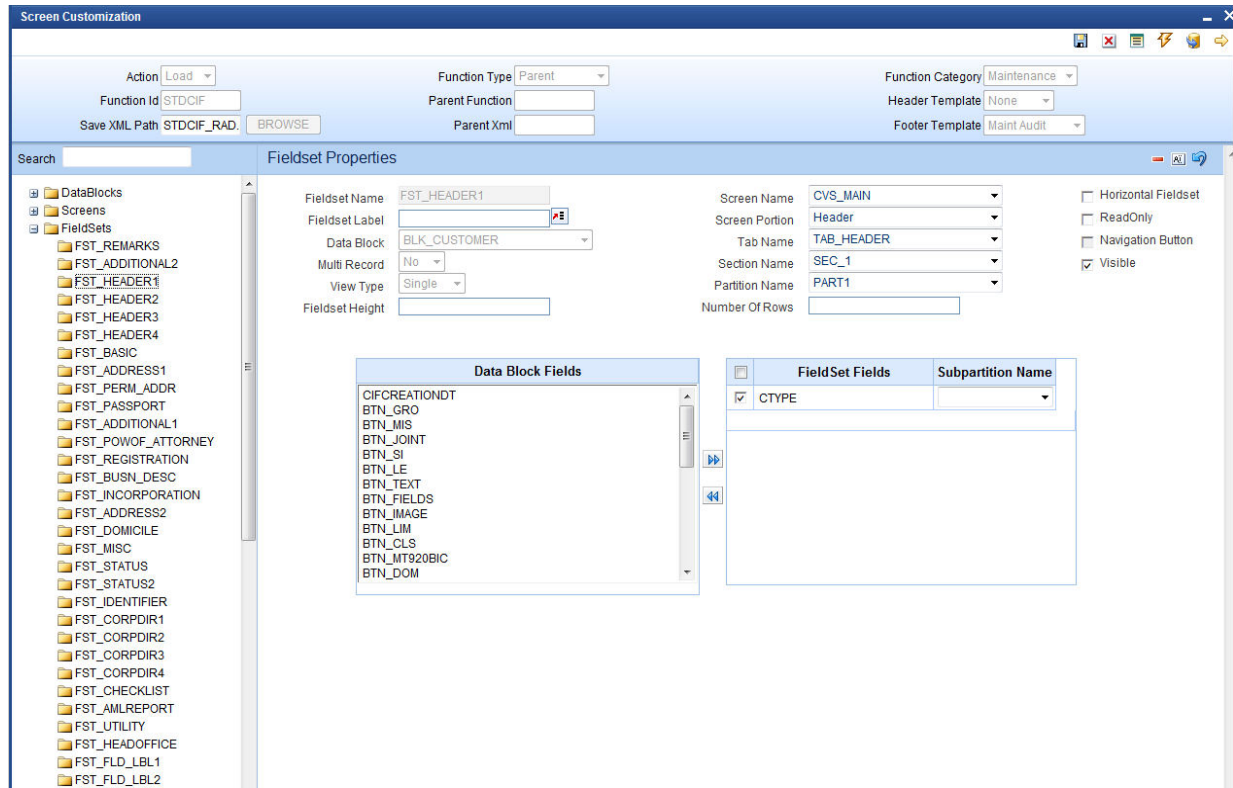 Screen Customization
Action Load Function Type Parent Function Category Maintenance
Function Id STDCIF Parent Function Header Template None
Save XML Path STDCIF_RAD. BROWSE Parent Xml Footer Template Maint Audit
Search
DataBlocks
Screens
FieldSets
FST_REMARKS
FST_ADDITIONAL2
FST_HEADER1
FST_HEADER2
FST_HEADER3
FST_HEADER4
FST_BASIC
FST_ADDRESS1
FST_PERM_ADDR
FST_PASSPORT
FST_ADDITIONAL1
FST_POWOF_ATTORNEY
FST_REGISTRATION
FST_BUSN_DESC
FST_INCORPORATION
FST_ADDRESS2
FST_DOMICILE
FST_MISC
FST_STATUS
FST_STATUS2
FST_IDENTIFIER
FST_CORPDIR1
FST_CORPDIR2
FST_CORPDIR3
FST_CORPDIR4
FST_CHECKLIST
FST_AMLREPORT
FST_UTILITY
FST_HEADOFFICE
FST_FLD_LBL1
FST_FLD_LBL2
Fieldset Properties
Fieldset Name FST_HEADER1 Screen Name CVS_MAIN Horizontal Fieldset
Fieldset Label Screen Portion Header ReadOnly
Data Block BLK_CUSTOMER Tab Name TAB_HEADER Navigation Button
Multi Record No Section Name SEC_1 Visible
View Type Single Partition Name PART1
Fieldset Height Number Of Rows
Data Block Fields
CIFCREATIONDT
BTN_GRO
BTN_MIS
BTN_JOINT
BTN_SI
BTN_LE
BTN_TEXT
BTN_FIELDS
BTN_IMAGE
BTN_LIM
BTN_CLS
BTN_MT920BIC
BTN_DOM
FieldSet Fields Subpartition Name
CTYPE